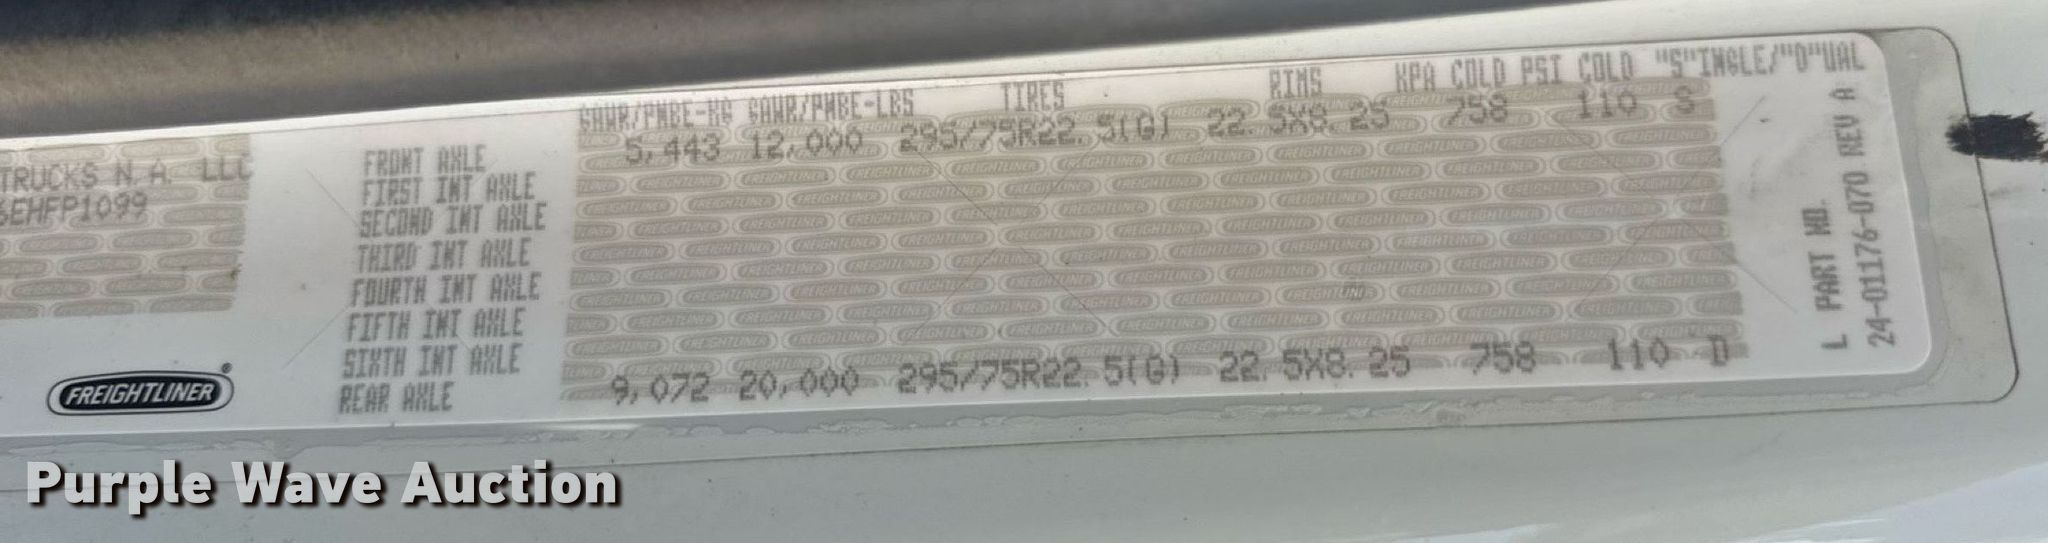 GAWR/PNBE-KG GAWR/PNBE-LBS TIRES RIMS KPA COLD PSI COLD "S"INGLE/"D"UAL
TRUCKS N.A. LLC
6EHFP1099
FRONT AXLE 5,443 12,000 295/75R22.5(G) 22.5X8.25 758 110 S
FIRST INT AXLE
SECOND INT AXLE
THIRD INT AXLE
FOURTH INT AXLE
FIFTH INT AXLE
SIXTH INT AXLE
REAR AXLE 9,072 20,000 295/75R22.5(G) 22.5X8.25 758 110 D
L PART NO.
24-01176-070 REV A
FREIGHTLINER®
Purple Wave Auction